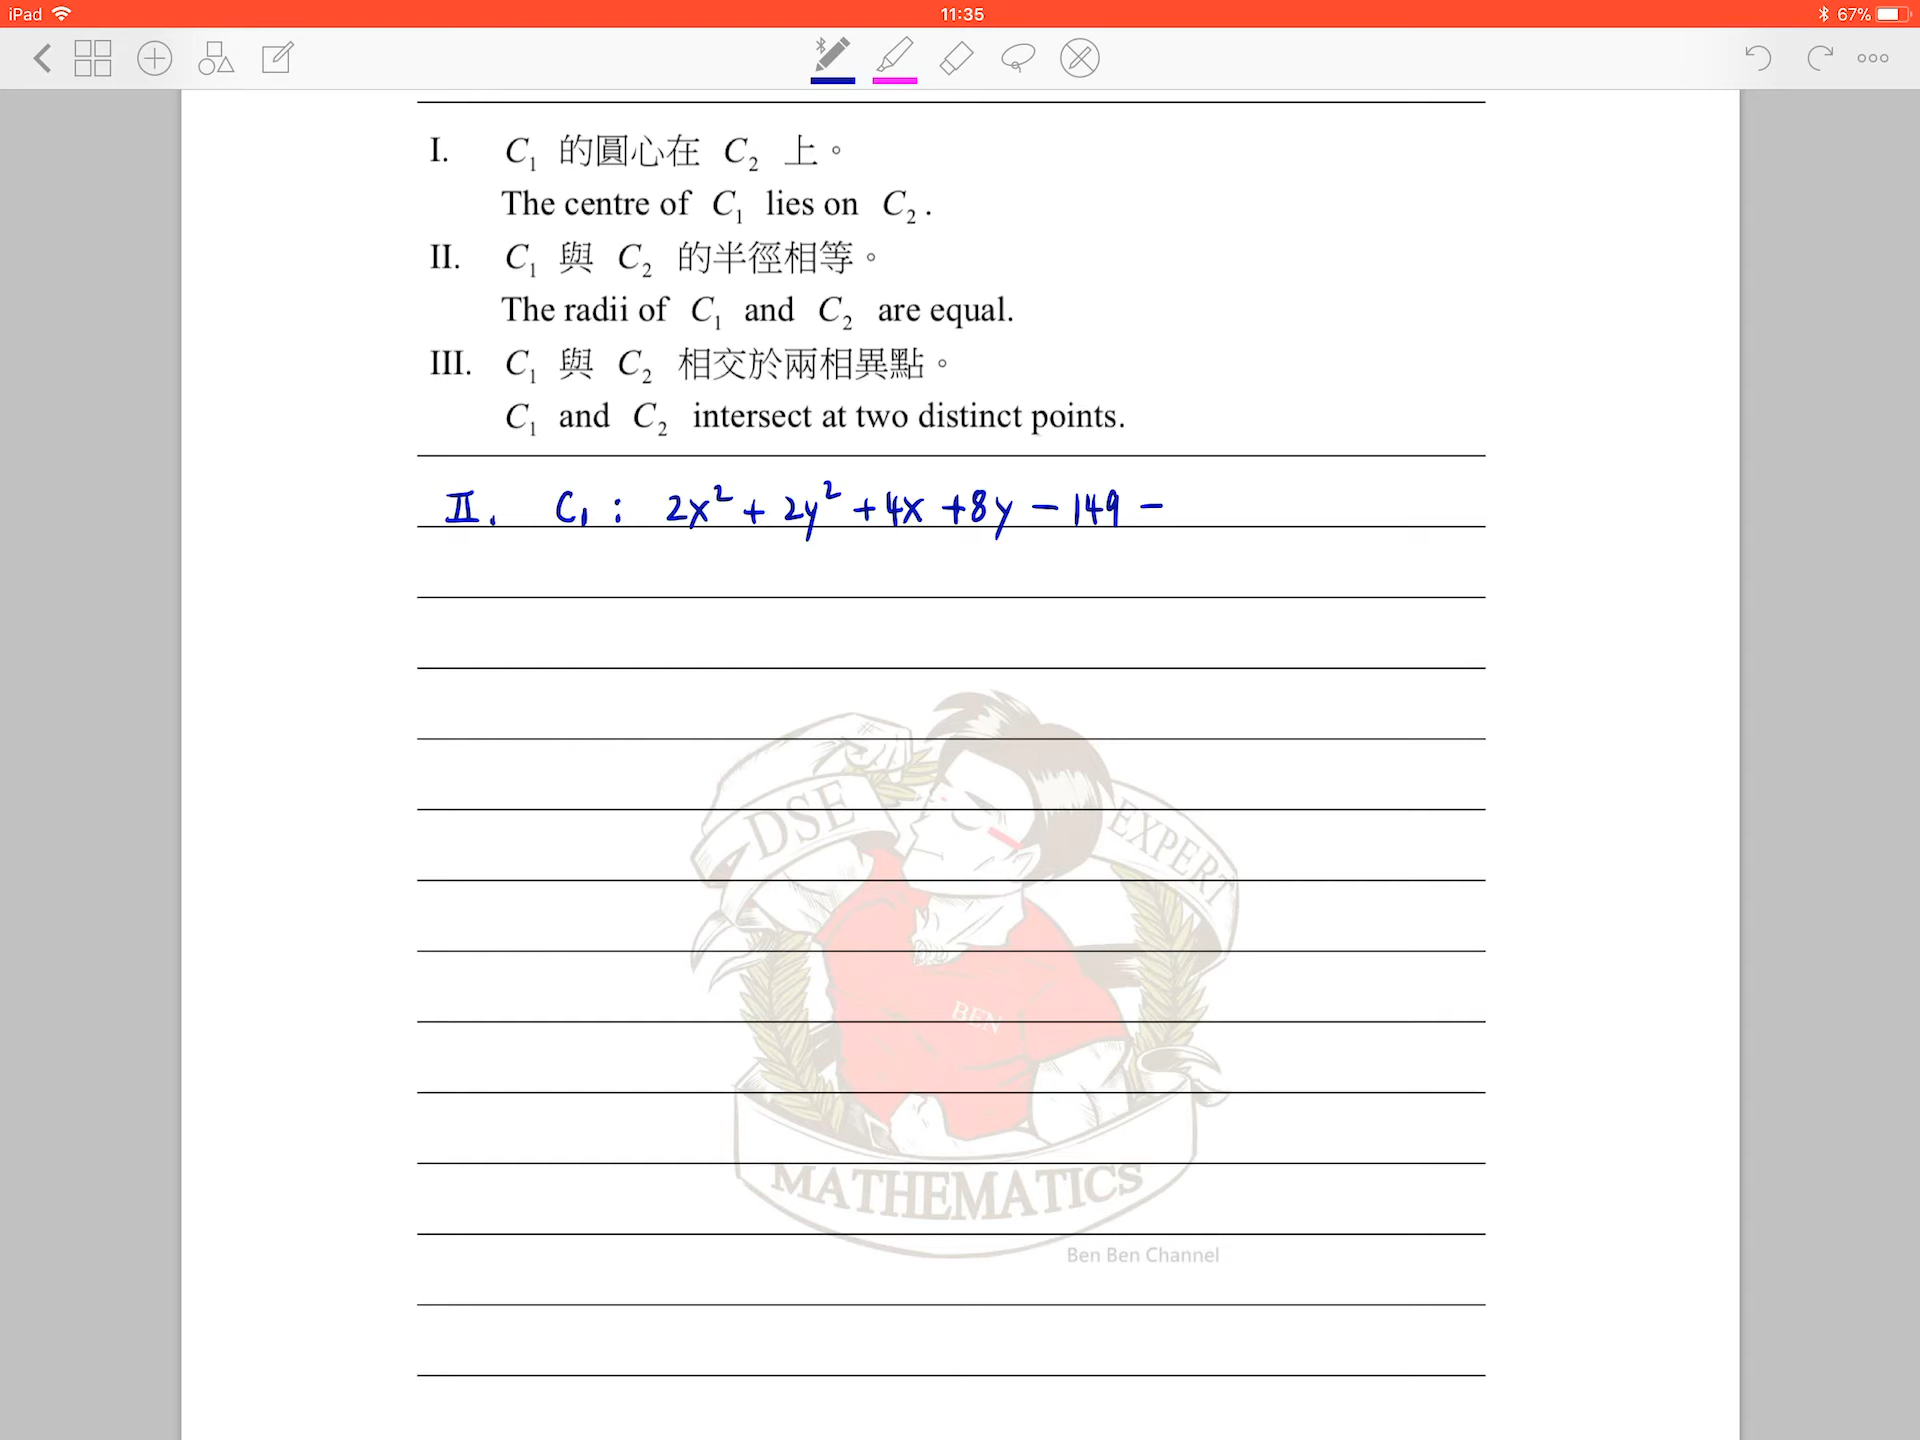 iPad 11:35 67%
I. C₁ 的圓心在 C₂ 上。
The centre of C₁ lies on C₂.
II. C₁ 與 C₂ 的半徑相等。
The radii of C₁ and C₂ are equal.
III. C₁ 與 C₂ 相交於兩相異點。
C₁ and C₂ intersect at two distinct points.
II. C₁ : 2x² + 2y² + 4x + 8y − 149 −
DSE EXPERT
BEN
MATHEMATICS
Ben Ben Channel